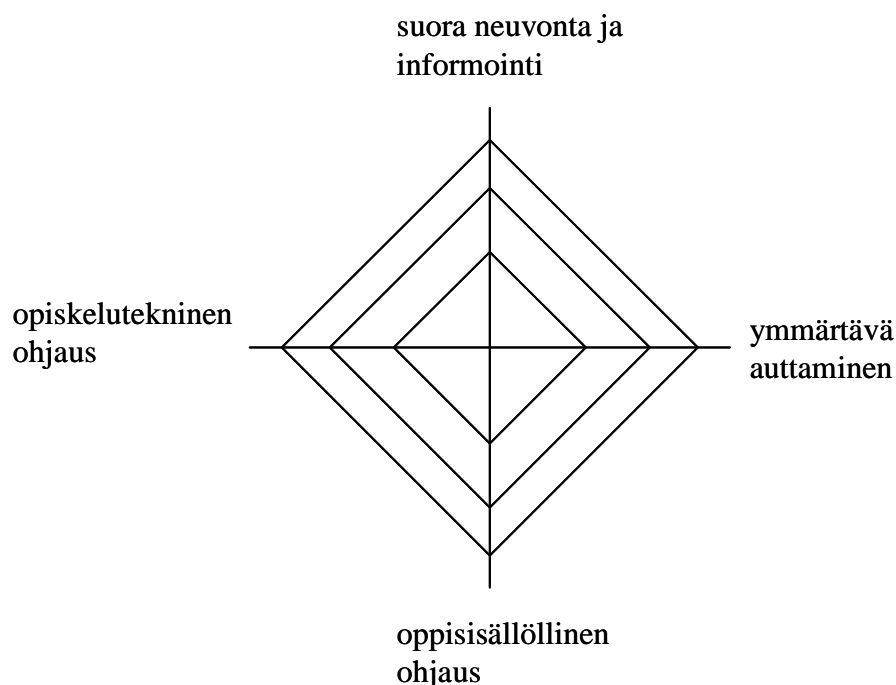 suora neuvonta ja
informointi
opiskelutekninen
ohjaus
ymmärtävä
auttaminen
oppisisällöllinen
ohjaus